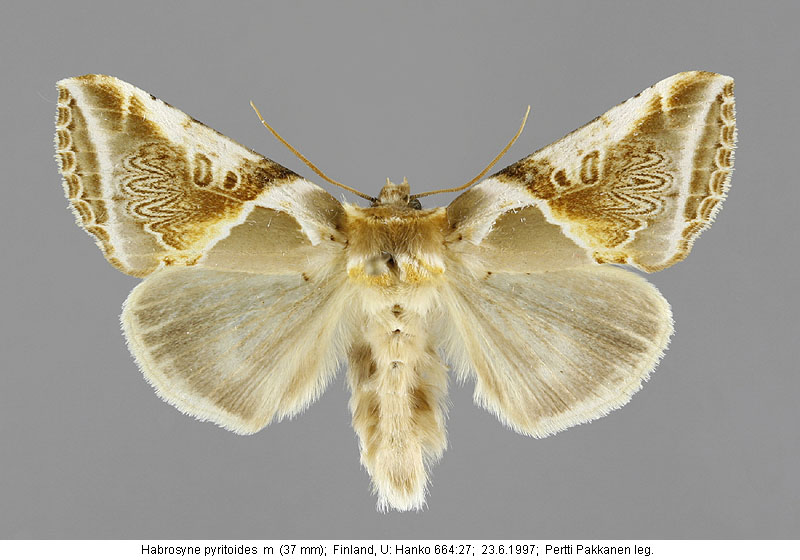 Habrosyne pyritoides m (37 mm); Finland, U: Hanko 664:27; 23.6.1997; Pertti Pakkanen leg.